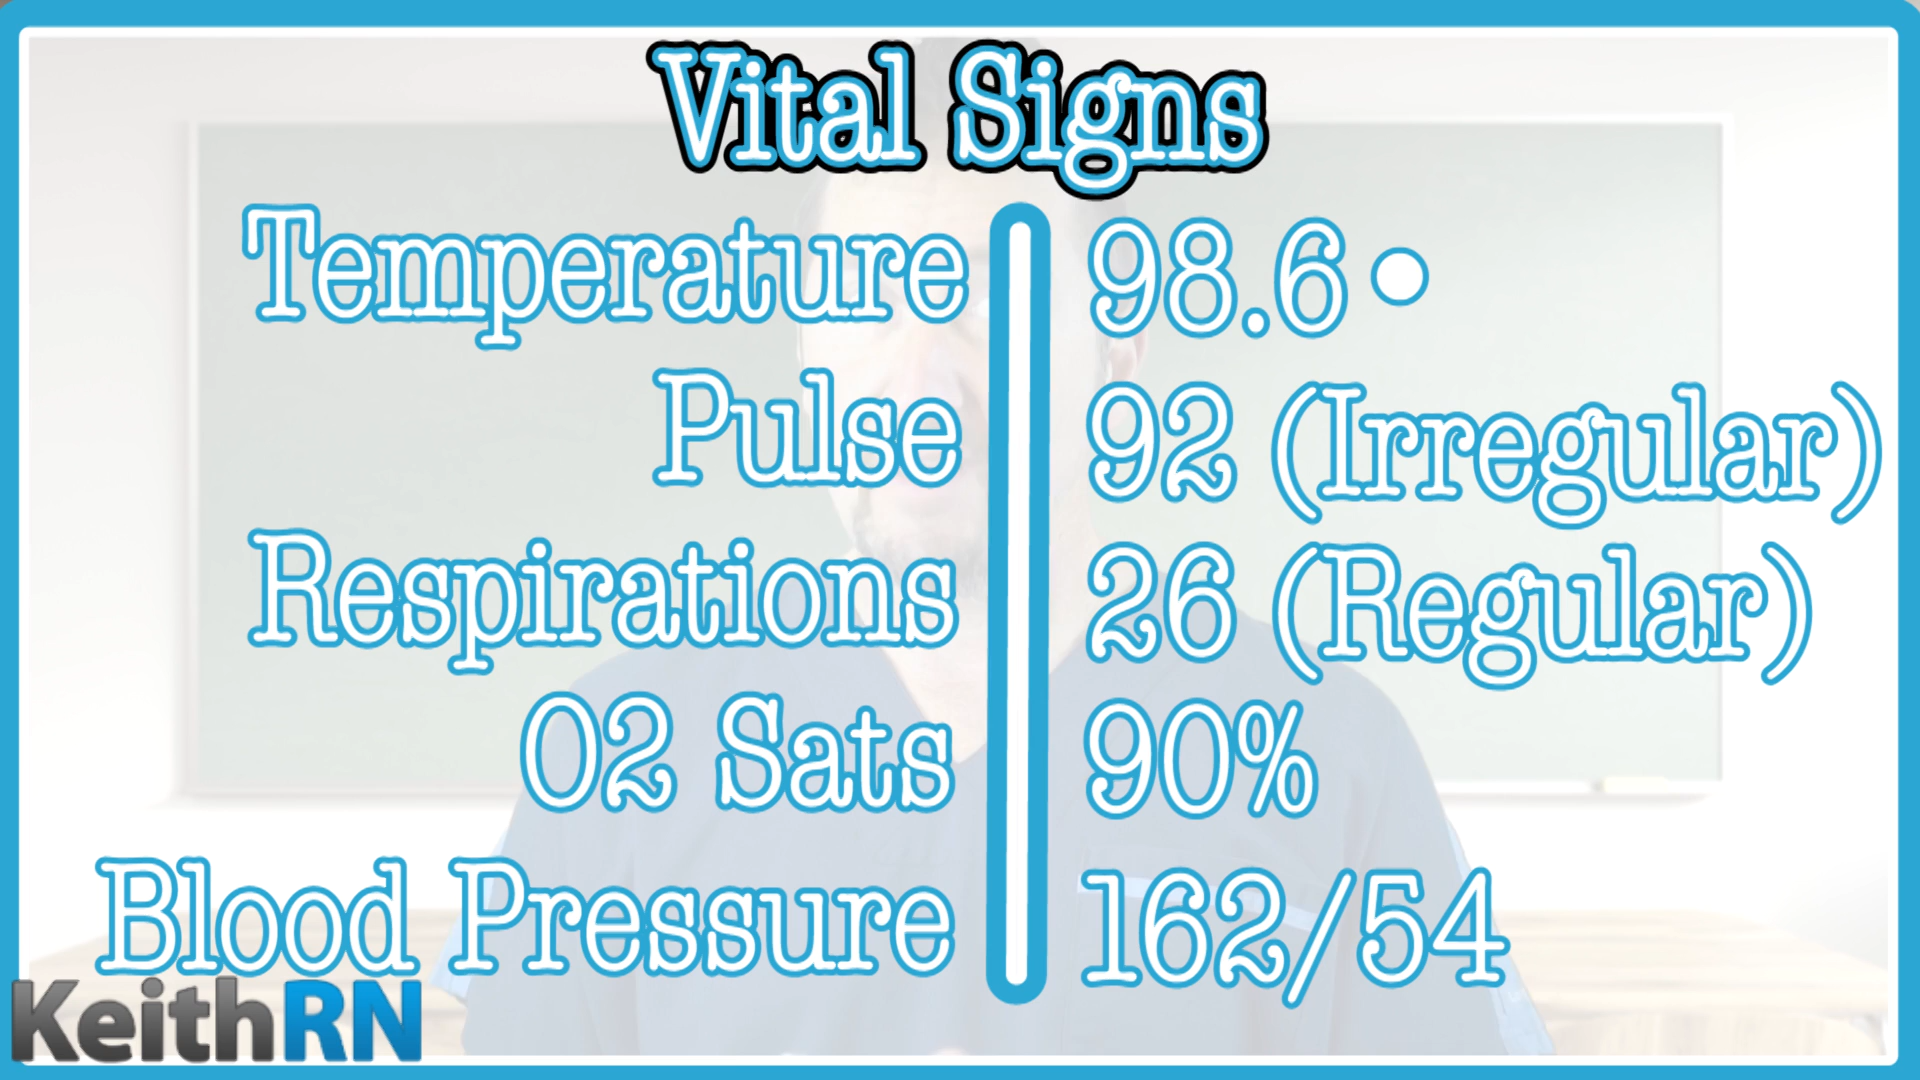 Vital Signs
Temperature 98.6•
Pulse 92 (Irregular)
Respirations 26 (Regular)
O2 Sats 90%
Blood Pressure 162/54
KeithRN